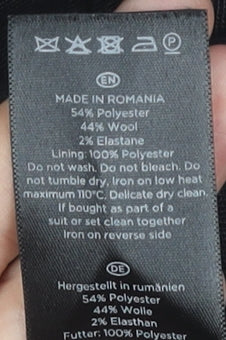 P
EN
MADE IN ROMANIA
54% Polyester
44% Wool
2% Elastane
Lining: 100% Polyester
Do not wash. Do not bleach. Do
not tumble dry, Iron on low heat
maximum 110°C. Delicate dry clean.
If bought as part of a
suit or set clean together
Iron on reverse side
DE
Hergestellt in rumänien
54% Polyester
44% Wolle
2% Elasthan
Futter: 100% Polyester